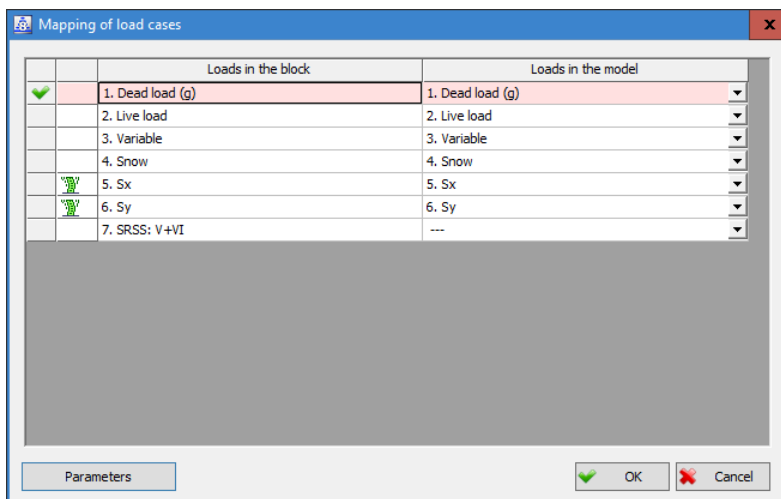 Mapping of load cases
Loads in the block Loads in the model
1. Dead load (g) 1. Dead load (g)
2. Live load 2. Live load
3. Variable 3. Variable
4. Snow 4. Snow
5. Sx 5. Sx
6. Sy 6. Sy
7. SRSS: V+VI ---
Parameters OK Cancel